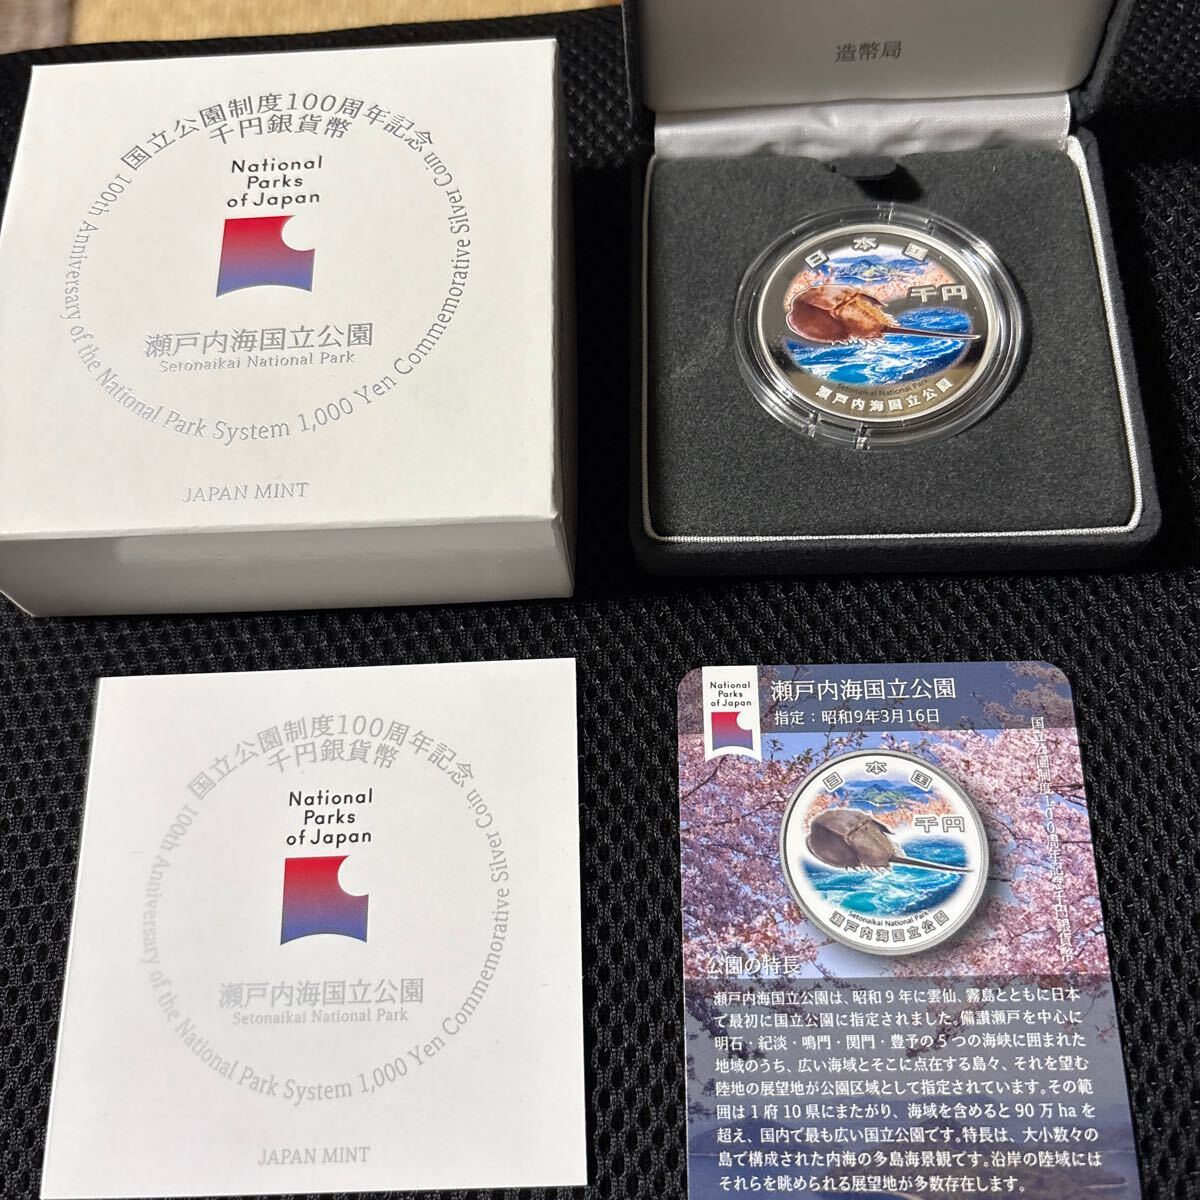 国立公園制度100周年記念
千円銀貨幣
National
Parks
of Japan
瀬戸内海国立公園
Setonaikai National Park
100th Anniversary of the National Park System 1,000 Yen Commemorative Silver Coin
JAPAN MINT
造幣局
日本国
千円
Setonaikai National Park
瀬戸内海国立公園
国立公園制度100周年記念
千円銀貨幣
National
Parks
of Japan
瀬戸内海国立公園
Setonaikai National Park
100th Anniversary of the National Park System 1,000 Yen Commemorative Silver Coin
JAPAN MINT
National
Parks
of Japan
瀬戸内海国立公園
指定：昭和9年3月16日
国立公園制度100周年記念千円銀貨幣
日本国
千円
Setonaikai National Park
瀬戸内海国立公園
公園の特長
瀬戸内海国立公園は、昭和9年に雲仙、霧島とともに日本
で最初に国立公園に指定されました。備讃瀬戸を中心に
明石・紀淡・鳴門・関門・豊予の5つの海峡に囲まれた
地域のうち、広い海域とそこに点在する島々、それを望む
陸地の展望地が公園区域として指定されています。その範
囲は1府10県にまたがり、海域を含めると90万haを
超え、国内で最も広い国立公園です。特長は、大小数々の
島で構成された内海の多島海景観です。沿岸の陸域には
それらを眺められる展望地が多数存在します。